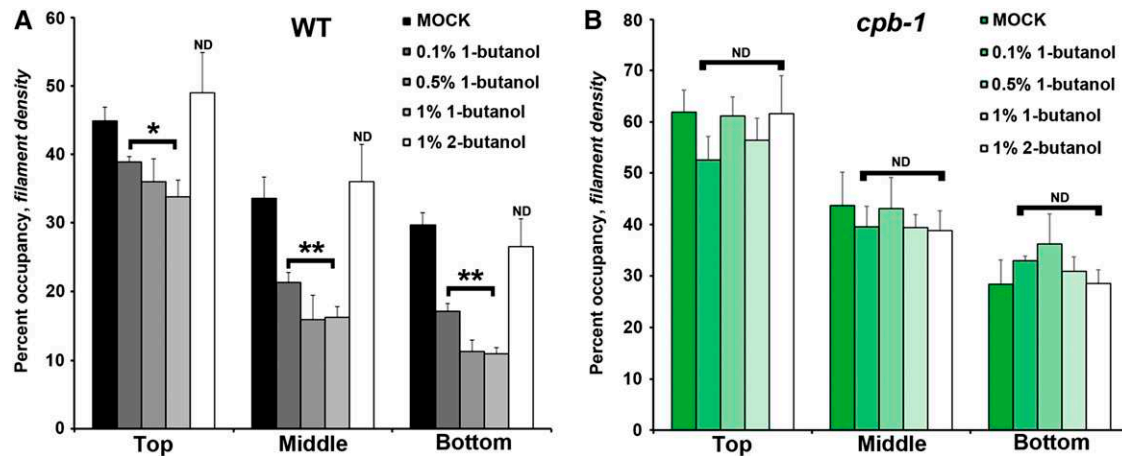 A
WT
MOCK
0.1% 1-butanol
0.5% 1-butanol
1% 1-butanol
1% 2-butanol
Percent occupancy, filament density
60
50
40
30
20
10
0
*
ND
**
ND
**
ND
Top
Middle
Bottom
B
cpb-1
MOCK
0.1% 1-butanol
0.5% 1-butanol
1% 1-butanol
1% 2-butanol
Percent occupancy, filament density
80
70
60
50
40
30
20
10
0
ND
ND
ND
Top
Middle
Bottom